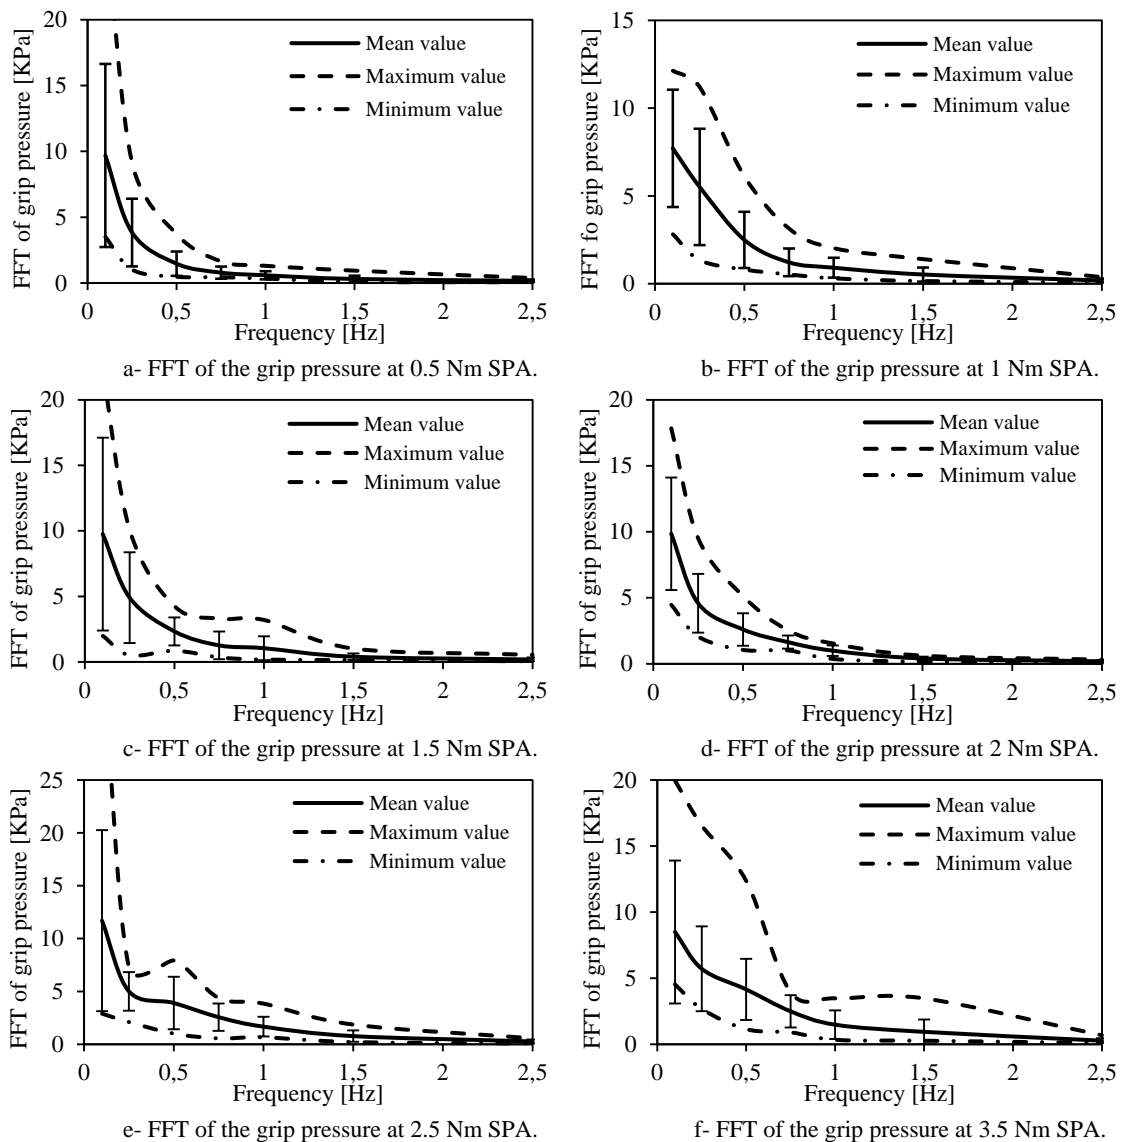 FFT of grip pressure [KPa]
20
15
10
5
0
Mean value
Maximum value
Minimum value
0 0,5 1 1,5 2 2,5
Frequency [Hz]
a- FFT of the grip pressure at 0.5 Nm SPA.
FFT fo grip pressure [KPa]
15
10
5
0
Mean value
Maximum value
Minimum value
0 0,5 1 1,5 2 2,5
Frequency [Hz]
b- FFT of the grip pressure at 1 Nm SPA.
FFT of grip pressure [KPa]
20
15
10
5
0
Mean value
Maximum value
Minimum value
0 0,5 1 1,5 2 2,5
Frequency [Hz]
c- FFT of the grip pressure at 1.5 Nm SPA.
FFT of grip pressure [KPa]
20
15
10
5
0
Mean value
Maximum value
Minimum value
0 0,5 1 1,5 2 2,5
Frequency [Hz]
d- FFT of the grip pressure at 2 Nm SPA.
FFT of grip pressure [KPa]
25
20
15
10
5
0
Mean value
Maximum value
Minimum value
0 0,5 1 1,5 2 2,5
Frequency [Hz]
e- FFT of the grip pressure at 2.5 Nm SPA.
FFT of grip pressure [KPa]
20
15
10
5
0
Mean value
Maximum value
Minimum value
0 0,5 1 1,5 2 2,5
Frequency [Hz]
f- FFT of the grip pressure at 3.5 Nm SPA.